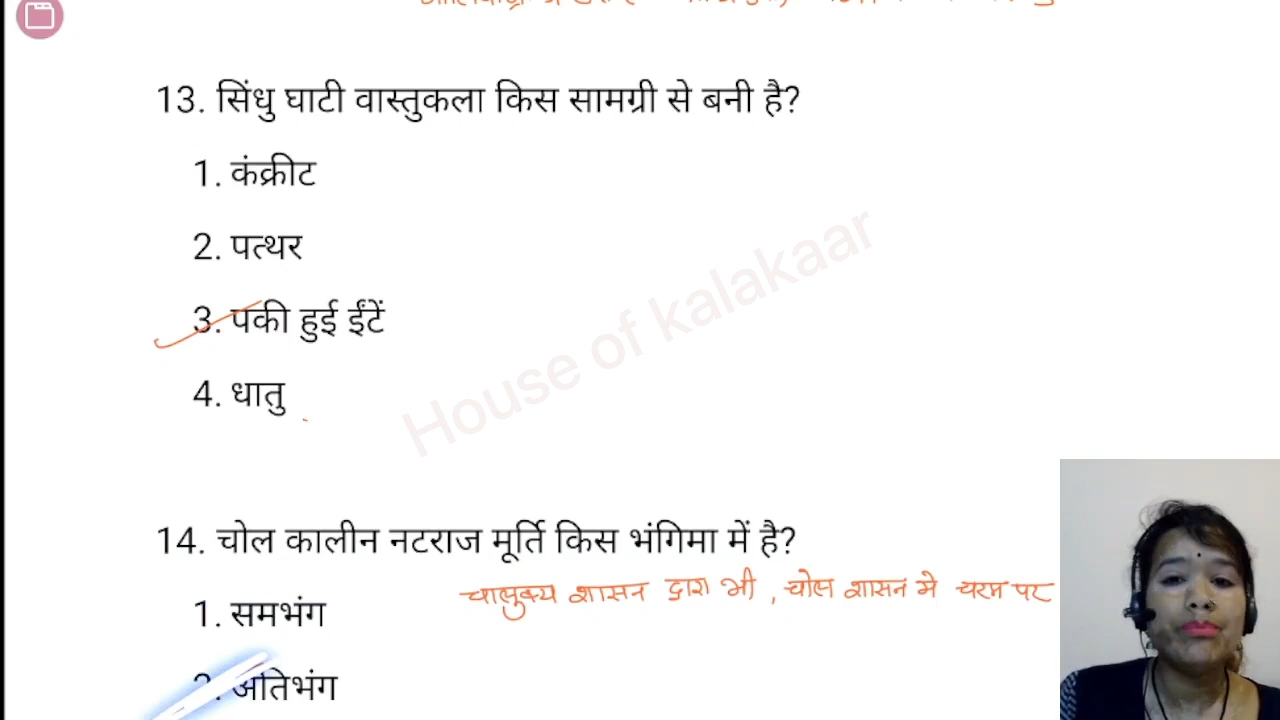 13. सिंधु घाटी वास्तुकला किस सामग्री से बनी है?
1. कंक्रीट
2. पत्थर
3. पकी हुई ईंटें
4. धातु
House of kalakaar
14. चोल कालीन नटराज मूर्ति किस भंगिमा में है?
चालुक्य शासन द्वारा भी, चोल शासन मे चरम पर
1. समभंग
2. अतिभंग